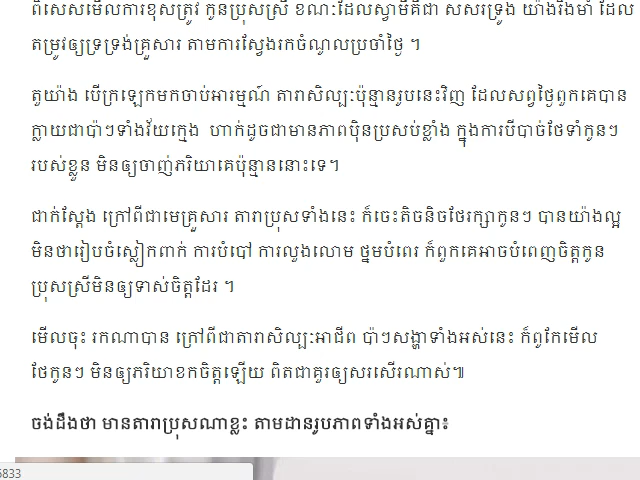 ពិសេសមើលការខុសត្រូវ កូនប្រុសស្រី ខណៈដែលស្វាមីគឺជា សសរទ្រូង យ៉ាងរឹងមាំ ដែល
តម្រូវឲ្យទ្រទ្រង់គ្រួសារ តាមការស្វែងរកចំណូលប្រចាំថ្ងៃ ។
តួយ៉ាង បើក្រឡេកមកចាប់អារម្មណ៍ តារាសិល្បៈប៉ុន្មានរូបនេះវិញ ដែលសព្វថ្ងៃពួកគេបាន
ក្លាយជាប៉ាៗទាំងវ័យក្មេង ហាក់ដូចជាមានភាពប៉ិនប្រសប់ខ្លាំង ក្នុងការបីបាច់ថែទាំកូនៗ
របស់ខ្លួន មិនឲ្យចាញ់ភរិយាគេប៉ុន្មាននោះទេ។
ជាក់ស្ដែង ក្រៅពីជាមេគ្រួសារ តារាប្រុសទាំងនេះ ក៏ចេះតិចនិចថែរក្សាកូនៗ បានយ៉ាងល្អ
មិនថារៀបចំស្លៀកពាក់ ការបំបៅ ការលួងលោម ថ្នមបំពេរ ក៏ពួកគេអាចបំពេញចិត្តកូន
ប្រុសស្រីមិនឲ្យទាស់ចិត្តដែរ ។
មើលចុះ រកណាបាន ក្រៅពីជាតារាសិល្បៈអាជីព ប៉ាៗសង្ហាទាំងអស់នេះ ក៏ពូកែមើល
ថែកូនៗ មិនឲ្យភរិយាខកចិត្តឡើយ ពិតជាគួរឲ្យសរសើរណាស់៕
ចង់ដឹងថា មានតារាប្រុសណាខ្លះ តាមដានរូបភាពទាំងអស់គ្នា៖
5833